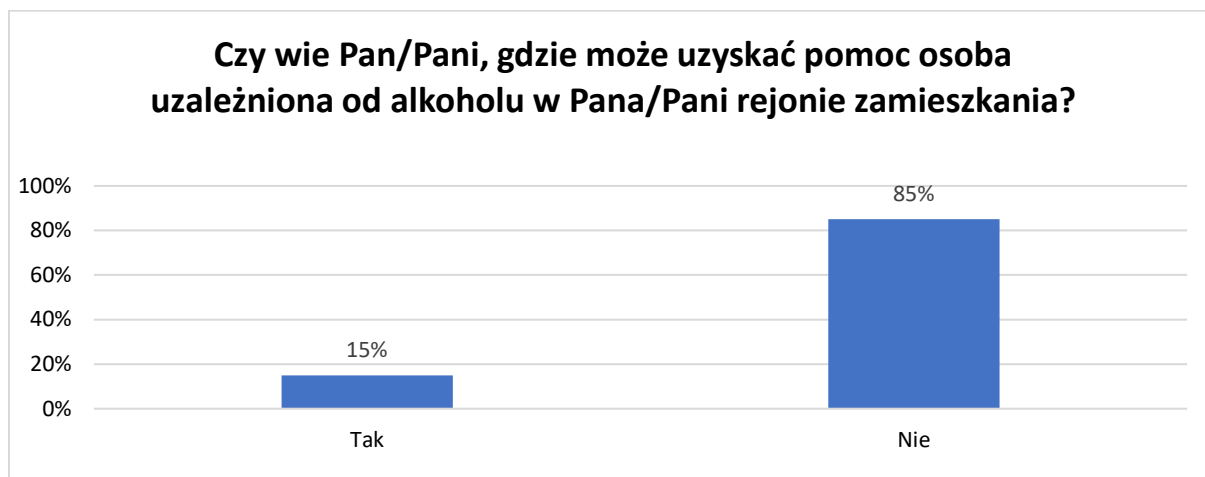 Czy wie Pan/Pani, gdzie może uzyskać pomoc osoba
uzależniona od alkoholu w Pana/Pani rejonie zamieszkania?
100%
80%
60%
40%
20%
0%
15%
85%
Tak
Nie